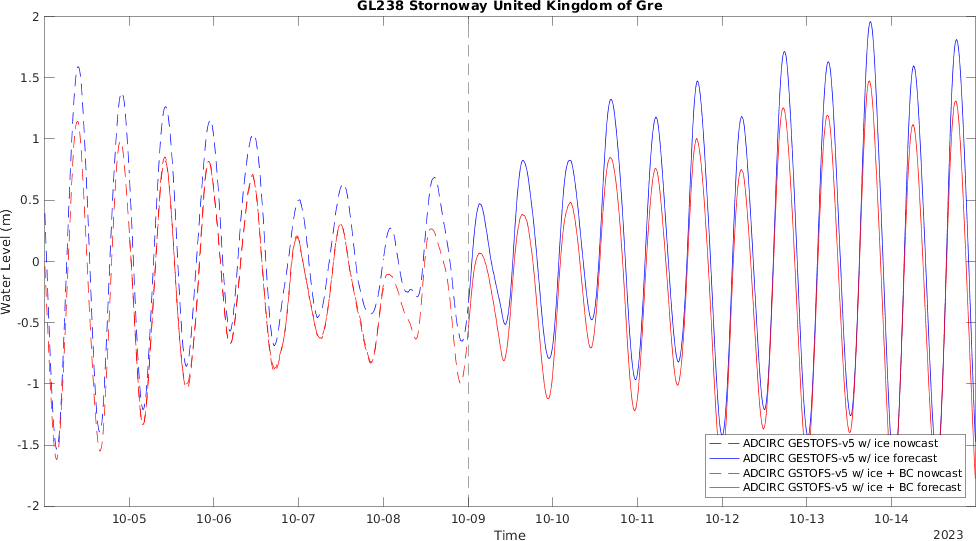 GL238 Stornoway United Kingdom of Gre
Water Level (m)
2
1.5
1
0.5
0
-0.5
-1
-1.5
-2
10-05 10-06 10-07 10-08 10-09 10-10 10-11 10-12 10-13 10-14
Time
2023
ADCIRC GESTOFS-v5 w/ ice nowcast
ADCIRC GESTOFS-v5 w/ ice forecast
ADCIRC GSTOFS-v5 w/ ice + BC nowcast
ADCIRC GSTOFS-v5 w/ ice + BC forecast